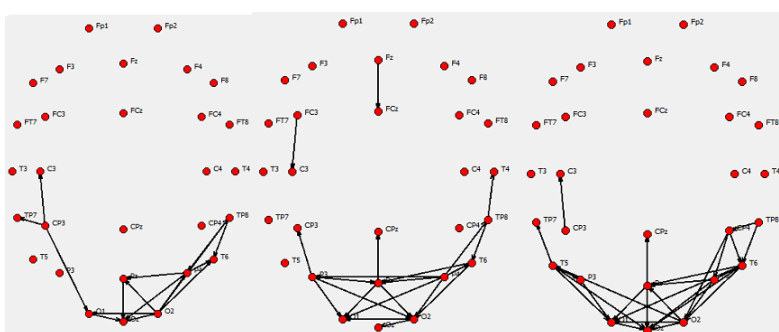 Fp1 Fp2 Fp1 Fp2 Fp1 Fp2
F3 Fz F4 F3 Fz F4 F3 Fz F4
F7 F8 F7 F8 F7 F8
FT7 FC3 FCz FC4 FT8 FT7 FC3 FCz FC4 FT8 FT7 FC3 FCz FC4 FT8
T3 C3 C4 T4 T3 C3 C4 T4 T3 C3 C4 T4
TP7 CP3 CPz CP4 TP8 TP7 CP3 CPz CP4 TP8 TP7 CP3 CPz CP4 TP8
T5 P3 T6 T5 P3 T6 T5 P3 T6
O1 O2 O2 O2